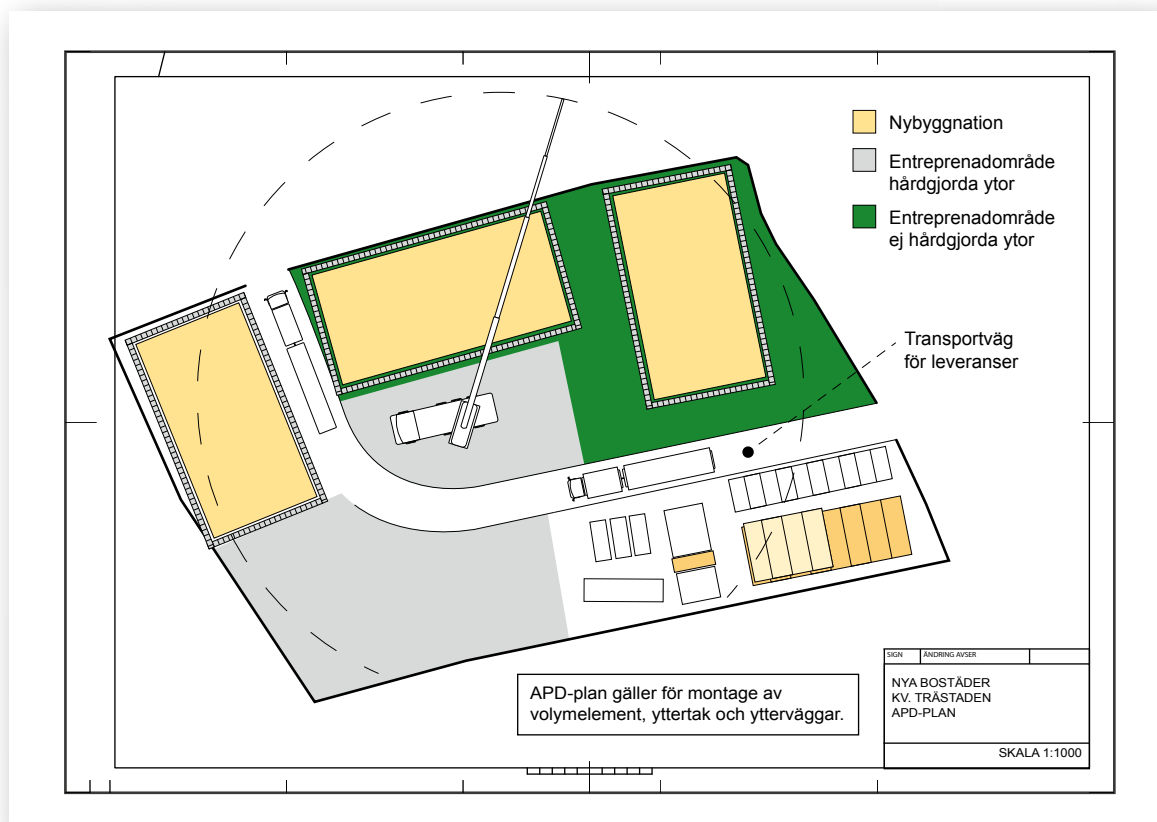 Nybyggnation
Entreprenadområde
hårdgjorda ytor
Entreprenadområde
ej hårdgjorda ytor
Transportväg
för leveranser
APD-plan gäller för montage av
volymelement, yttertak och ytterväggar.
SIGN
ÄNDRING AVSER
NYA BOSTÄDER
KV. TRÄSTADEN
APD-PLAN
SKALA 1:1000